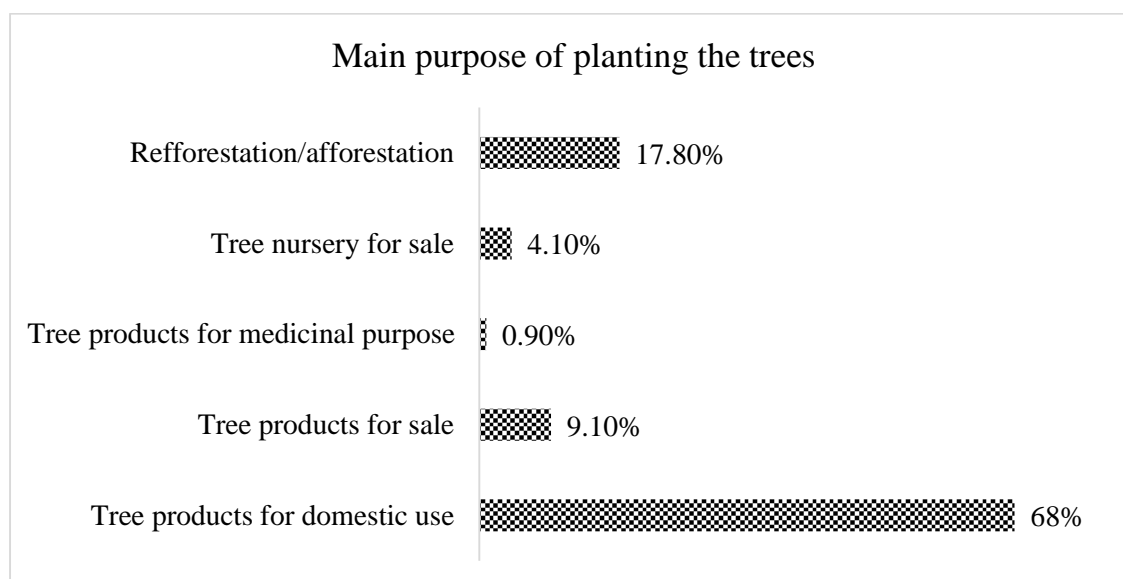 Main purpose of planting the trees
Refforestation/afforestation 17.80%
Tree nursery for sale 4.10%
Tree products for medicinal purpose 0.90%
Tree products for sale 9.10%
Tree products for domestic use 68%